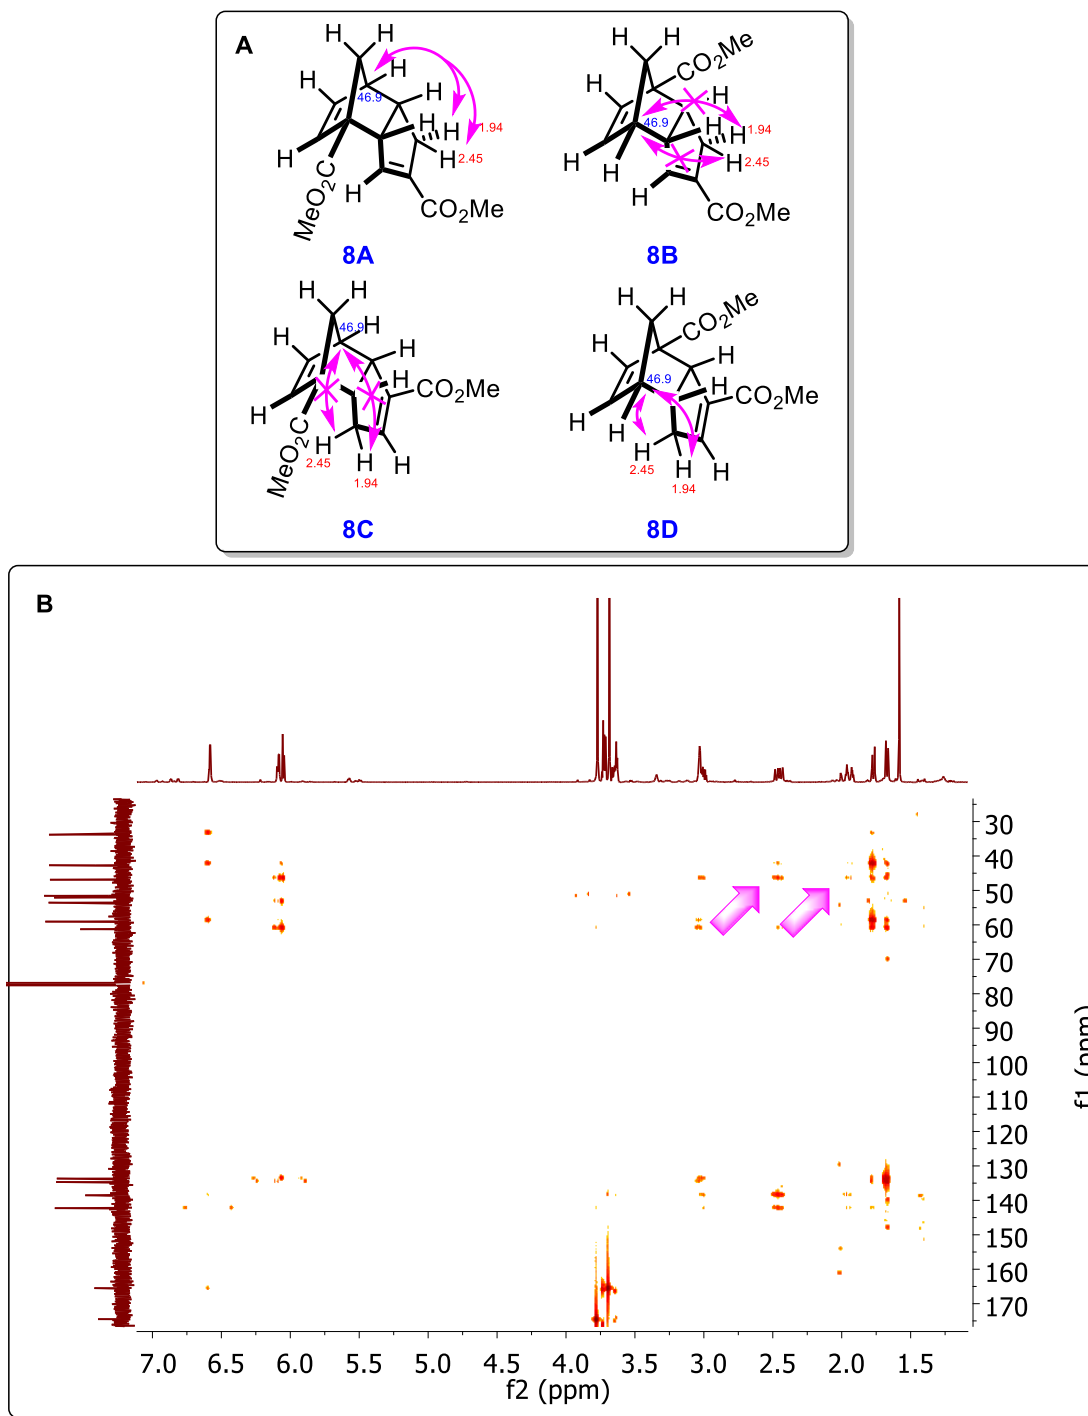 A
H H
H
H
46.9
H
H
1.94
H
2.45
H
H
MeO₂C
CO₂Me
8A
H H
CO₂Me
H
H
46.9
H
H
1.94
H
2.45
H
H
H
CO₂Me
8B
H H
46.9
H
H
H
H
CO₂Me
H
MeO₂C
H
2.45
H
1.94
H
8C
H H
CO₂Me
H
H
46.9
H
CO₂Me
H
H
H
2.45
H
1.94
H
8D
B
30
40
50
60
70
80
90
100
110
120
130
140
150
160
170
f1 (ppm)
7.0 6.5 6.0 5.5 5.0 4.5 4.0 3.5 3.0 2.5 2.0 1.5
f2 (ppm)